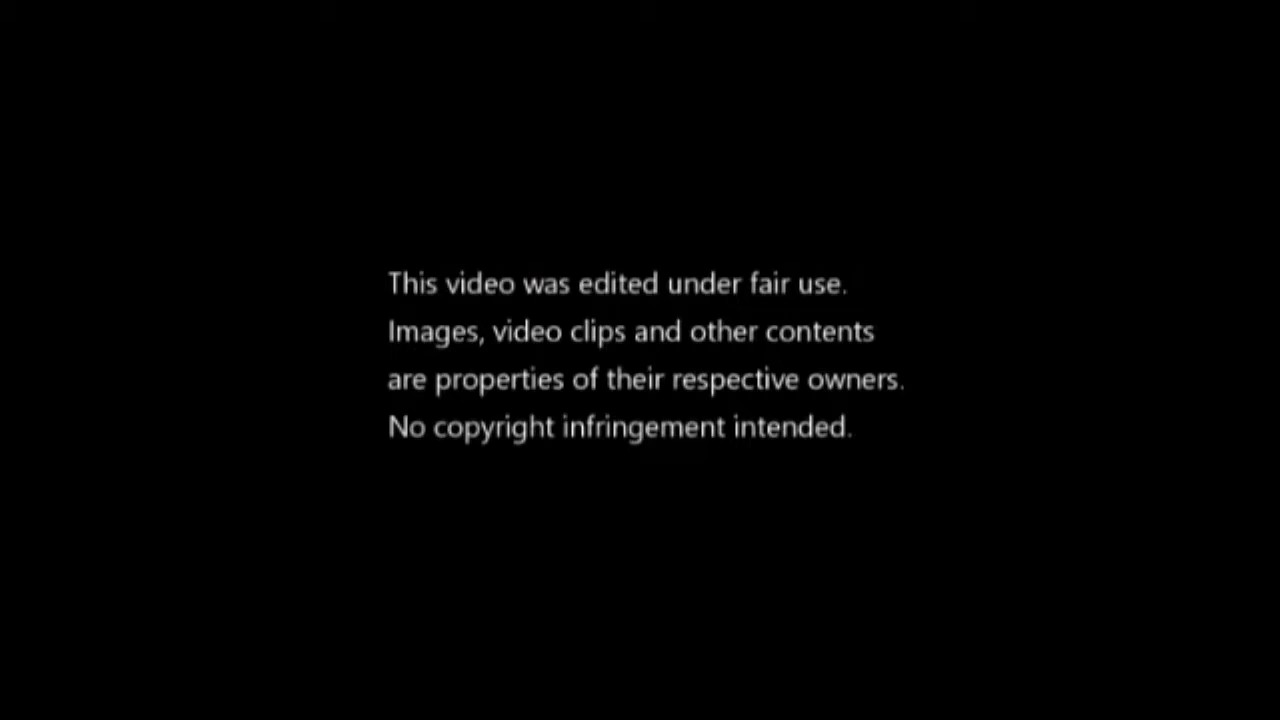 This video was edited under fair use.
Images, video clips and other contents
are properties of their respective owners.
No copyright infringement intended.